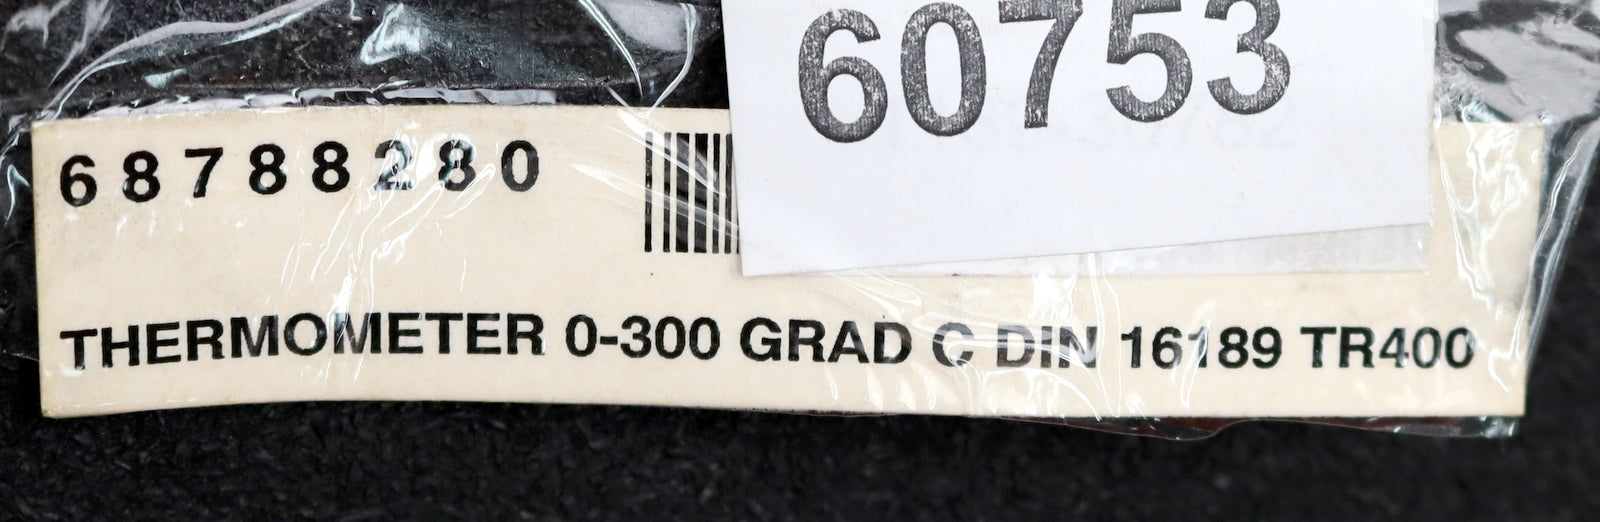 60753
68788280
THERMOMETER 0-300 GRAD C DIN 16189 TR400